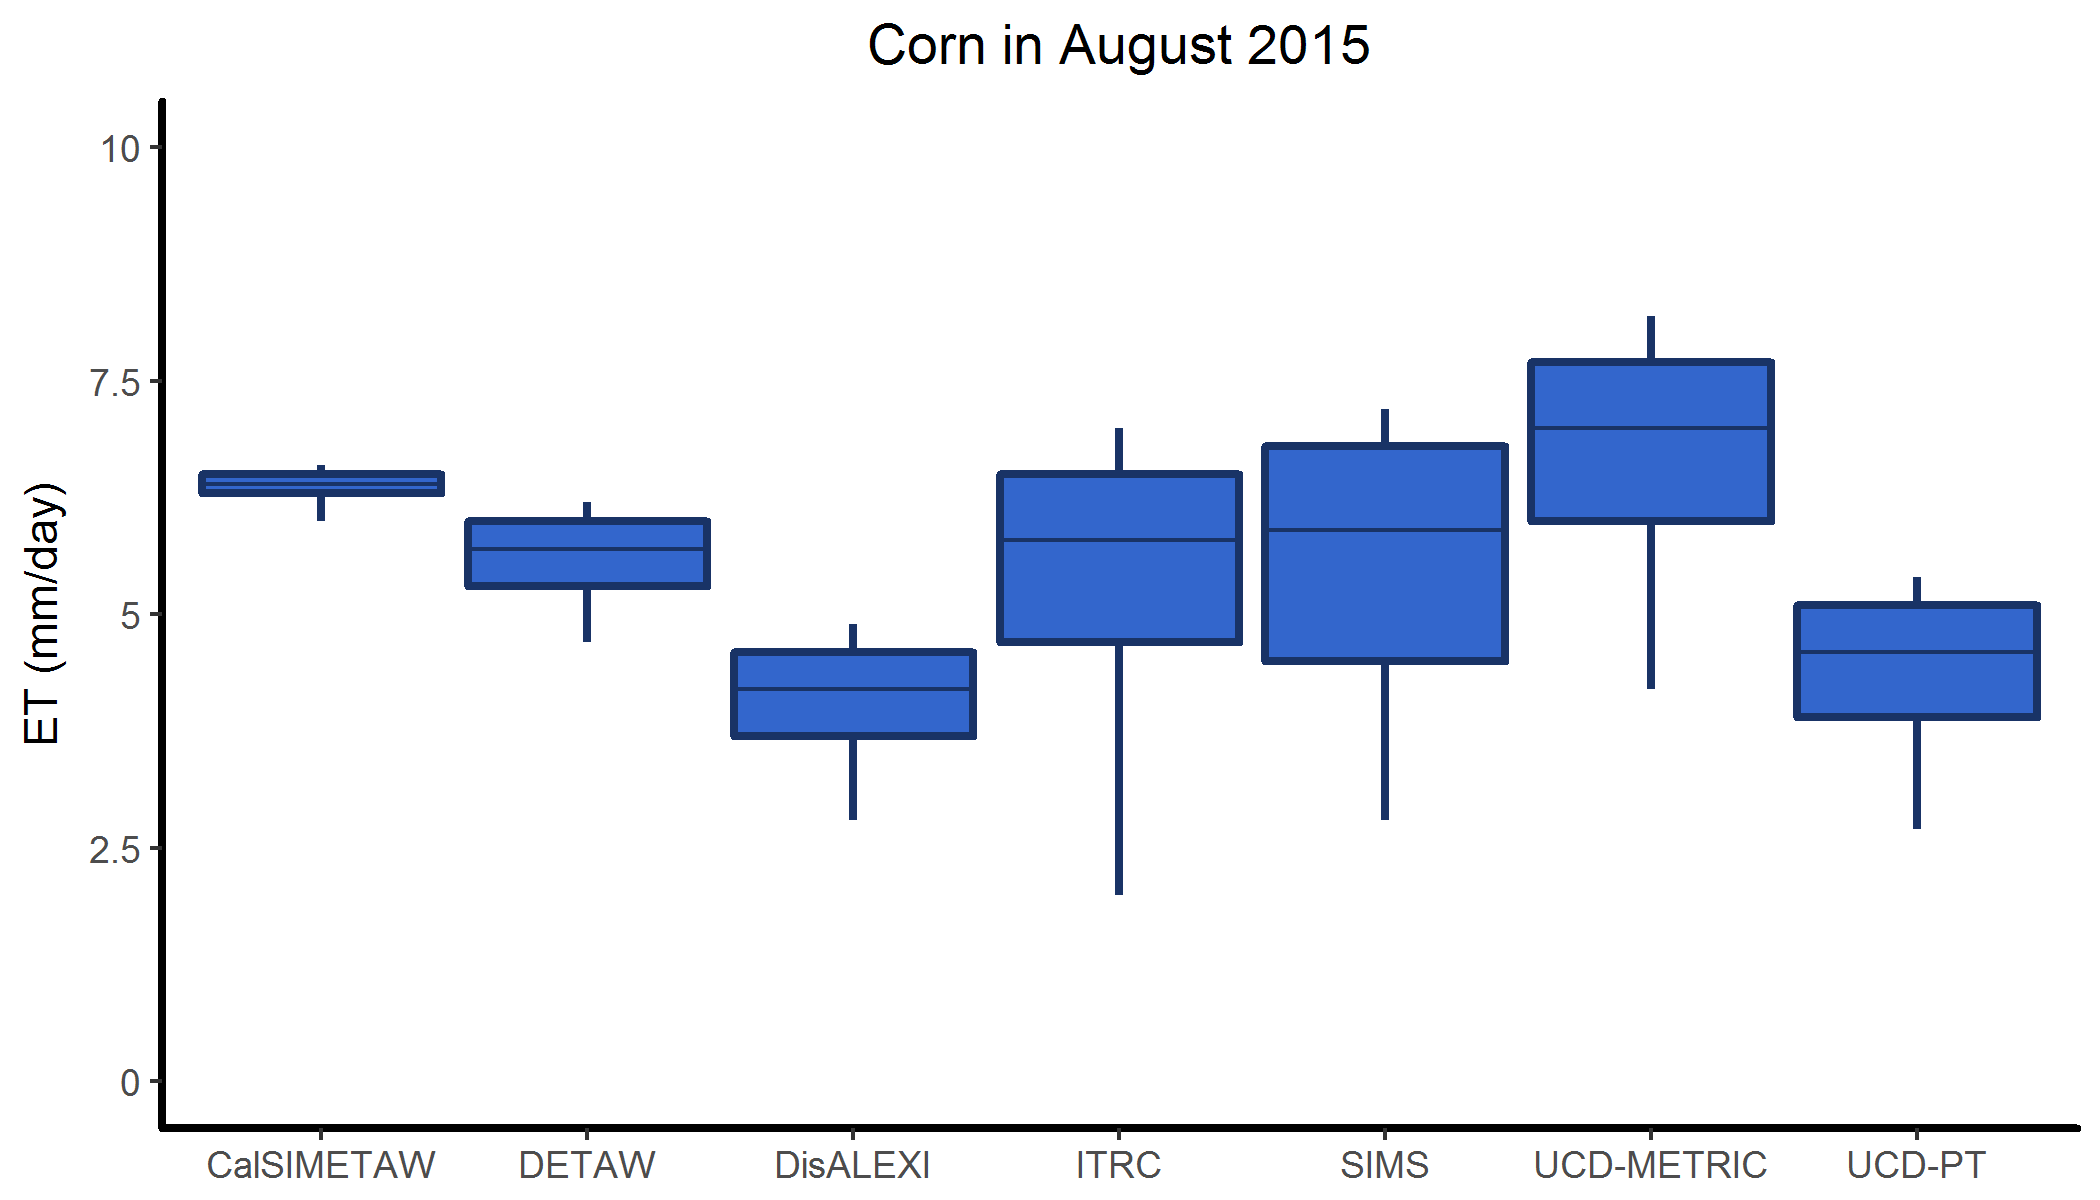 Corn in August 2015
ET (mm/day)
10
7.5
5
2.5
0
CalSIMETAW DETAW DisALEXI ITRC SIMS UCD-METRIC UCD-PT